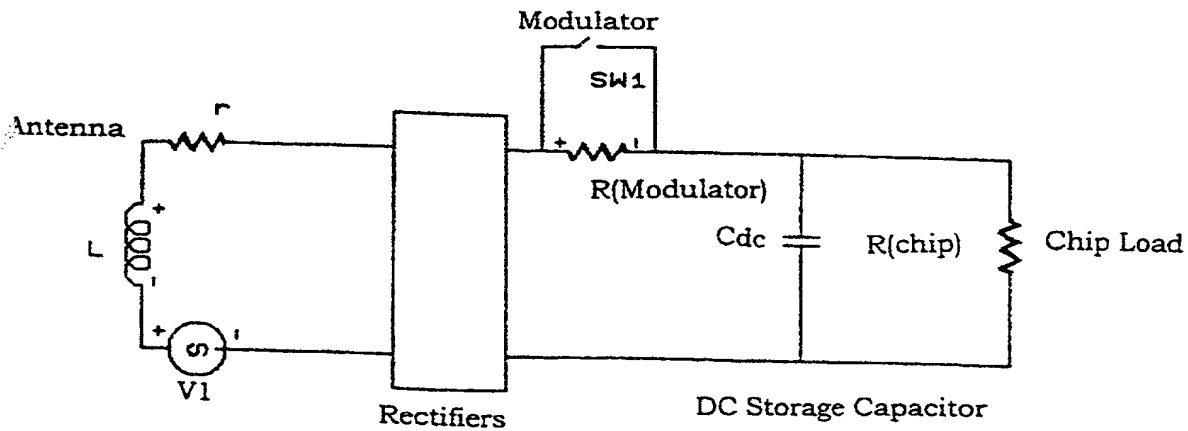 Modulator
SW1
r
Antenna
+ -
R(Modulator)
+
L
Cdc
R(chip)
Chip Load
-
+ -
S
V1
Rectifiers
DC Storage Capacitor